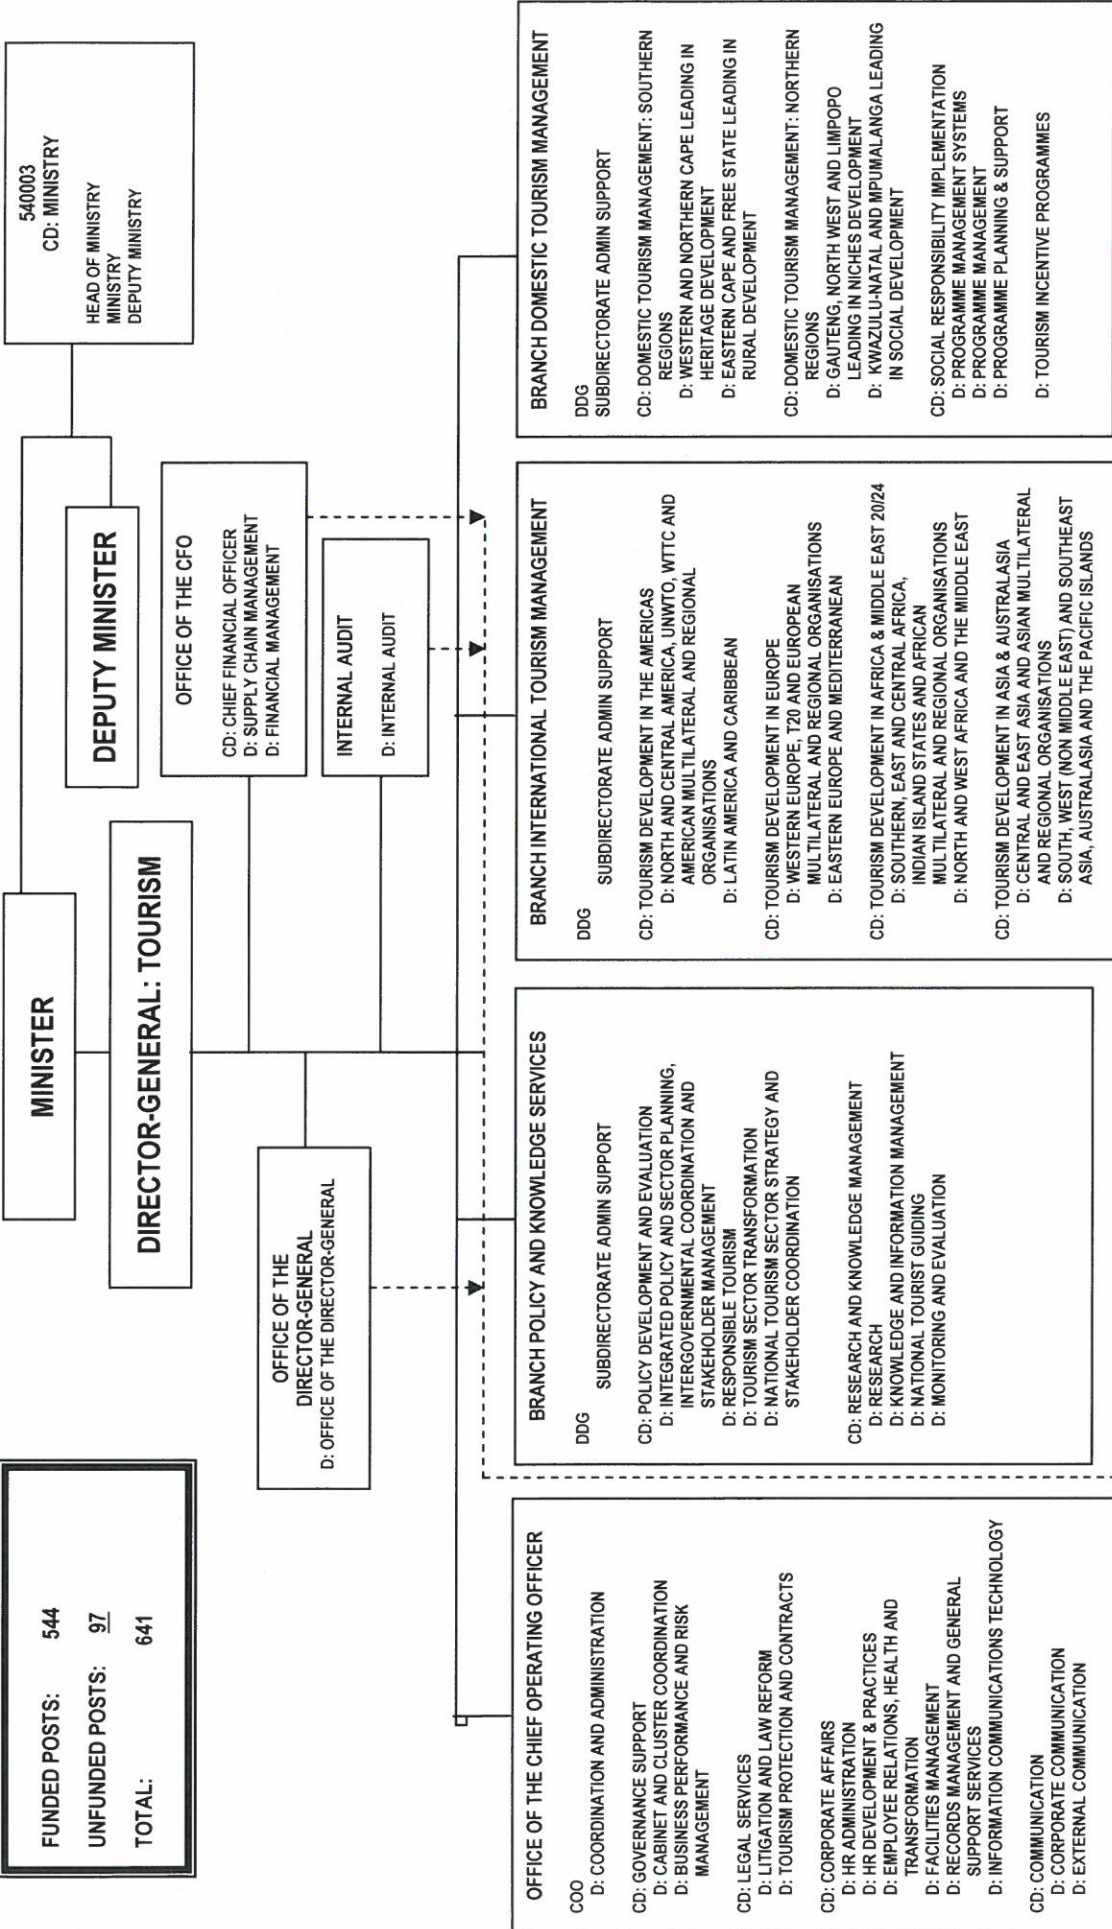 FUNDED POSTS: 544
UNFUNDED POSTS: 97
TOTAL: 641
MINISTER
DEPUTY MINISTER
540003
CD: MINISTRY
HEAD OF MINISTRY
MINISTRY
DEPUTY MINISTRY
DIRECTOR-GENERAL: TOURISM
OFFICE OF THE
DIRECTOR-GENERAL
D: OFFICE OF THE DIRECTOR-GENERAL
OFFICE OF THE CFO
CD: CHIEF FINANCIAL OFFICER
D: SUPPLY CHAIN MANAGEMENT
D: FINANCIAL MANAGEMENT
INTERNAL AUDIT
D: INTERNAL AUDIT
OFFICE OF THE CHIEF OPERATING OFFICER
COO
D: COORDINATION AND ADMINISTRATION
CD: GOVERNANCE SUPPORT
D: CABINET AND CLUSTER COORDINATION
D: BUSINESS PERFORMANCE AND RISK
MANAGEMENT
CD: LEGAL SERVICES
D: LITIGATION AND LAW REFORM
D: TOURISM PROTECTION AND CONTRACTS
CD: CORPORATE AFFAIRS
D: HR ADMINISTRATION
D: HR DEVELOPMENT & PRACTICES
D: EMPLOYEE RELATIONS, HEALTH AND
TRANSFORMATION
D: FACILITIES MANAGEMENT
D: RECORDS MANAGEMENT AND GENERAL
SUPPORT SERVICES
D: INFORMATION COMMUNICATIONS TECHNOLOGY
CD: COMMUNICATION
D: CORPORATE COMMUNICATION
D: EXTERNAL COMMUNICATION
BRANCH POLICY AND KNOWLEDGE SERVICES
DDG
SUBDIRECTORATE ADMIN SUPPORT
CD: POLICY DEVELOPMENT AND EVALUATION
D: INTEGRATED POLICY AND SECTOR PLANNING,
INTERGOVERNMENTAL COORDINATION AND
STAKEHOLDER MANAGEMENT
D: RESPONSIBLE TOURISM
D: TOURISM SECTOR TRANSFORMATION
D: NATIONAL TOURISM SECTOR STRATEGY AND
STAKEHOLDER COORDINATION
CD: RESEARCH AND KNOWLEDGE MANAGEMENT
D: RESEARCH
D: KNOWLEDGE AND INFORMATION MANAGEMENT
D: NATIONAL TOURIST GUIDING
D: MONITORING AND EVALUATION
BRANCH INTERNATIONAL TOURISM MANAGEMENT
DDG
SUBDIRECTORATE ADMIN SUPPORT
CD: TOURISM DEVELOPMENT IN THE AMERICAS
D: NORTH AND CENTRAL AMERICA, UNWTO, WTTC AND
AMERICAN MULTILATERAL AND REGIONAL
ORGANISATIONS
D: LATIN AMERICA AND CARIBBEAN
CD: TOURISM DEVELOPMENT IN EUROPE
D: WESTERN EUROPE, T20 AND EUROPEAN
MULTILATERAL AND REGIONAL ORGANISATIONS
D: EASTERN EUROPE AND MEDITERRANEAN
CD: TOURISM DEVELOPMENT IN AFRICA & MIDDLE EAST 20/24
D: SOUTHERN, EAST AND CENTRAL AFRICA,
INDIAN ISLAND STATES AND AFRICAN
MULTILATERAL AND REGIONAL ORGANISATIONS
D: NORTH AND WEST AFRICA AND THE MIDDLE EAST
CD: TOURISM DEVELOPMENT IN ASIA & AUSTRALASIA
D: CENTRAL AND EAST ASIA AND ASIAN MULTILATERAL
AND REGIONAL ORGANISATIONS
D: SOUTH, WEST (NON MIDDLE EAST) AND SOUTHEAST
ASIA, AUSTRALASIA AND THE PACIFIC ISLANDS
BRANCH DOMESTIC TOURISM MANAGEMENT
DDG
SUBDIRECTORATE ADMIN SUPPORT
CD: DOMESTIC TOURISM MANAGEMENT: SOUTHERN
REGIONS
D: WESTERN AND NORTHERN CAPE LEADING IN
HERITAGE DEVELOPMENT
D: EASTERN CAPE AND FREE STATE LEADING IN
RURAL DEVELOPMENT
CD: DOMESTIC TOURISM MANAGEMENT: NORTHERN
REGIONS
D: GAUTENG, NORTH WEST AND LIMPOPO
LEADING IN NICHES DEVELOPMENT
D: KWAZULU-NATAL AND MPUMALANGA LEADING
IN SOCIAL DEVELOPMENT
CD: SOCIAL RESPONSIBILITY IMPLEMENTATION
D: PROGRAMME MANAGEMENT SYSTEMS
D: PROGRAMME MANAGEMENT
D: PROGRAMME PLANNING & SUPPORT
D: TOURISM INCENTIVE PROGRAMMES